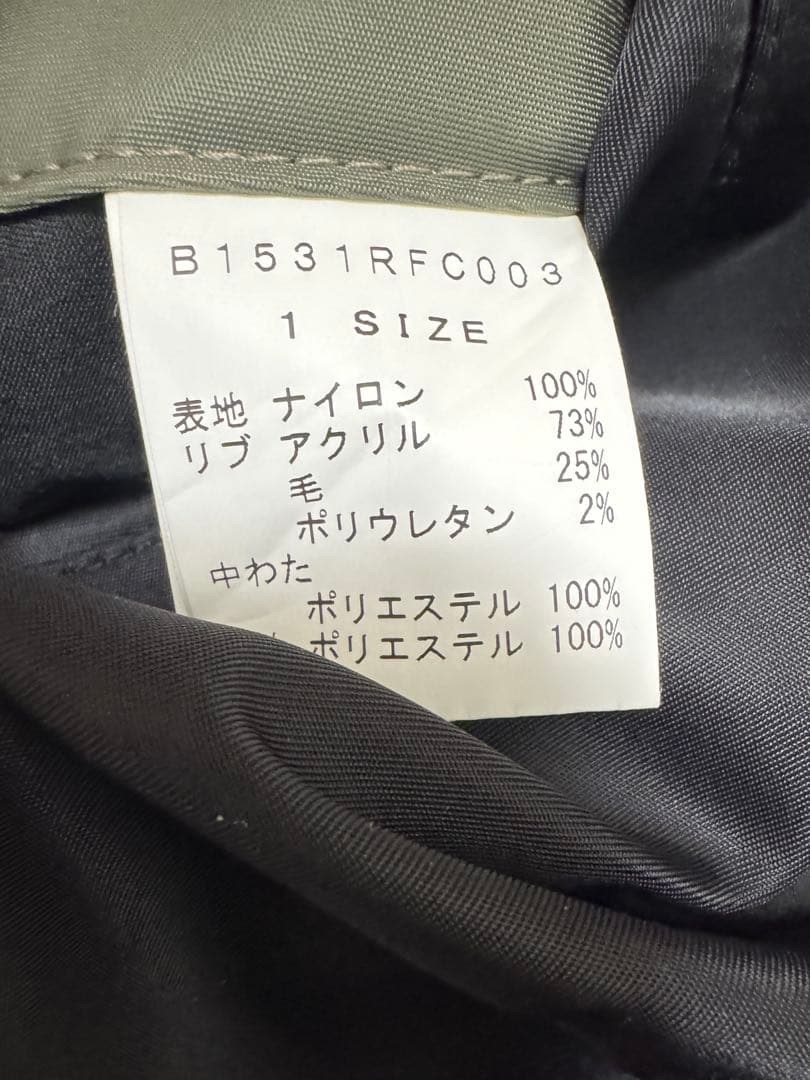 B1531RFC003
1 SIZE
表地 ナイロン 100%
リブ アクリル 73%
毛 25%
ポリウレタン 2%
中わた
ポリエステル 100%
ポリエステル 100%